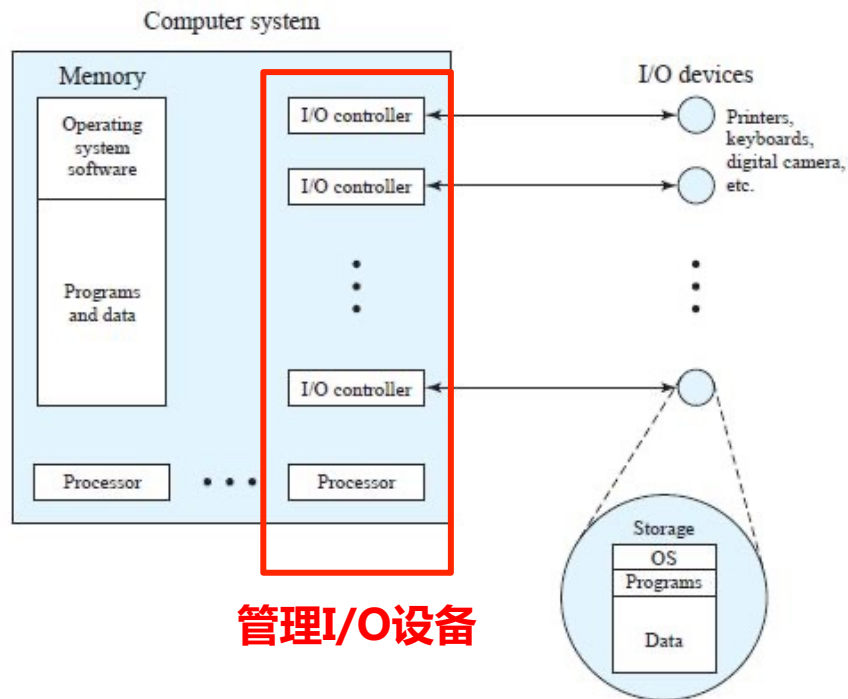 Computer system
Memory
Operating
system
software
Programs
and data
I/O controller
I/O controller
I/O controller
Processor
Processor
I/O devices
Printers,
keyboards,
digital camera,
etc.
Storage
OS
Programs
Data
管理I/O设备